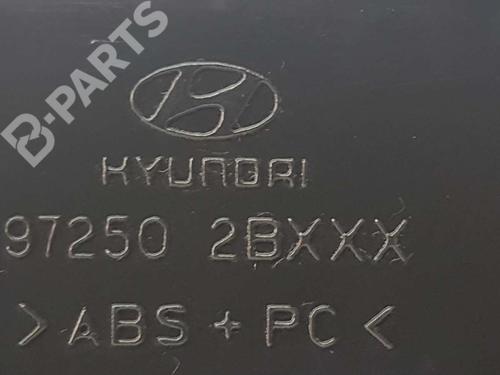 B-PARTS
HYUNDAI
97250 2BXXX
>ABS+PC<